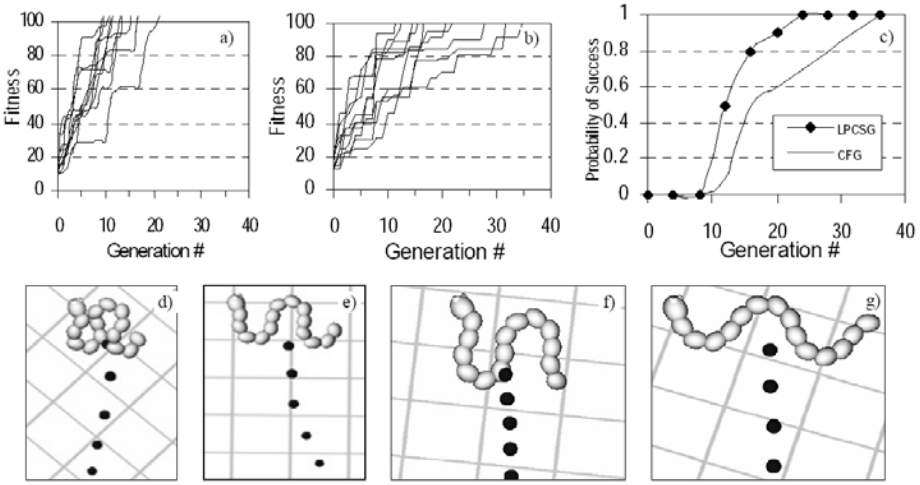 100
80
60
40
20
0
Fitness
a)
0 10 20 30 40
Generation #
100
80
60
40
20
0
Fitness
b)
0 10 20 30 40
Generation #
1
0.8
0.6
0.4
0.2
0
Probability of Success
c)
LPCSG
CFG
0 10 20 30 40
Generation #
d)
e)
f)
g)